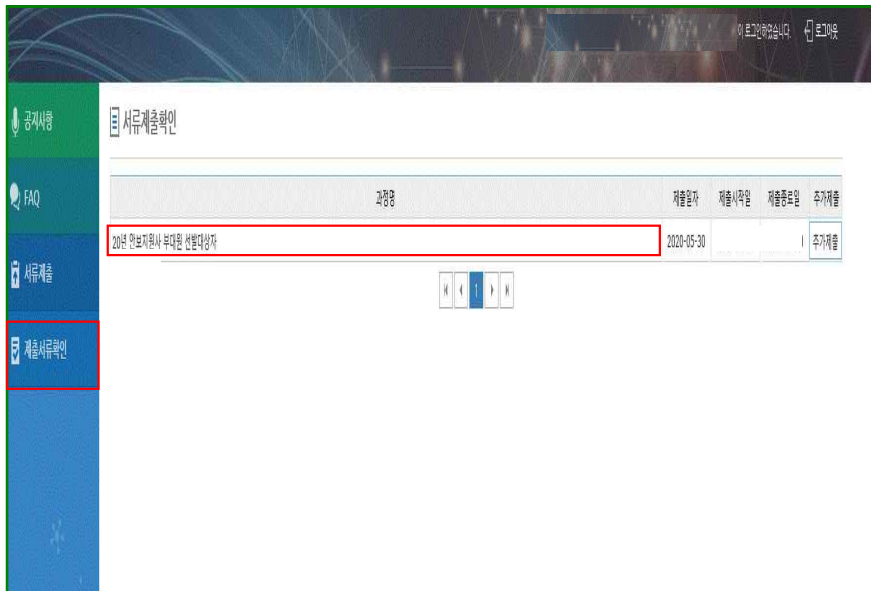 이 로그인하였습니다. 로그아웃
공지사항
FAQ
서류제출
제출서류확인
서류제출확인
과정명 제출일자 제출시작일 제출종료일 추가제출
20년 안보지원사 부대원 선발대상자 2020-05-30 추가제출
1